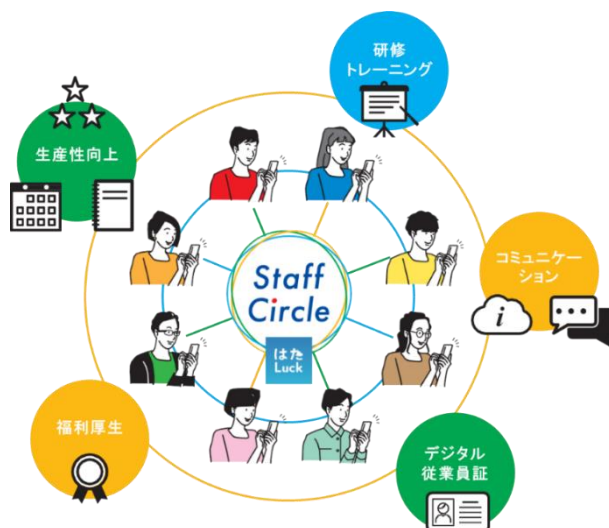 研修
トレーニング
生産性向上
コミュニケー
ション
i
Staff
Circle
はた
Luck
福利厚生
デジタル
従業員証